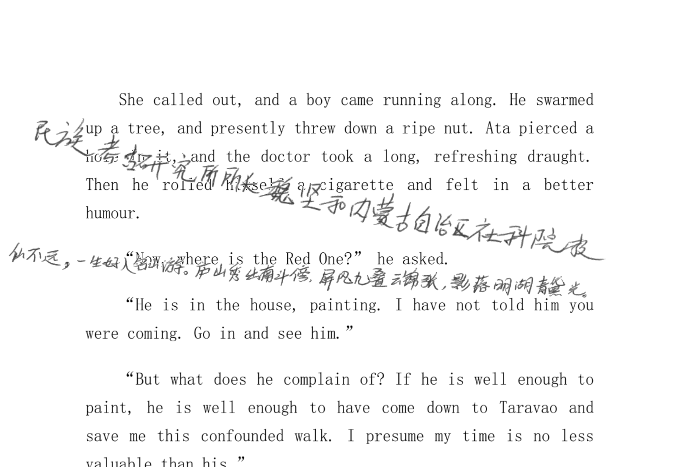 She called out, and a boy came running along. He swarmed
民族考古研究所所长魏坚和内蒙古自治区社科院皮
up a tree, and presently threw down a ripe nut. Ata pierced a
hole in it, and the doctor took a long, refreshing draught.
Then he rolled himself a cigarette and felt in a better
humour.
“Now, where is the Red One?” he asked.
仙不远，一生好入名山游。庐山秀出南斗傍，屏风九叠云锦张，影落明湖青黛光。
“He is in the house, painting. I have not told him you
were coming. Go in and see him.”
“But what does he complain of? If he is well enough to
paint, he is well enough to have come down to Taravao and
save me this confounded walk. I presume my time is no less
valuable than his.”